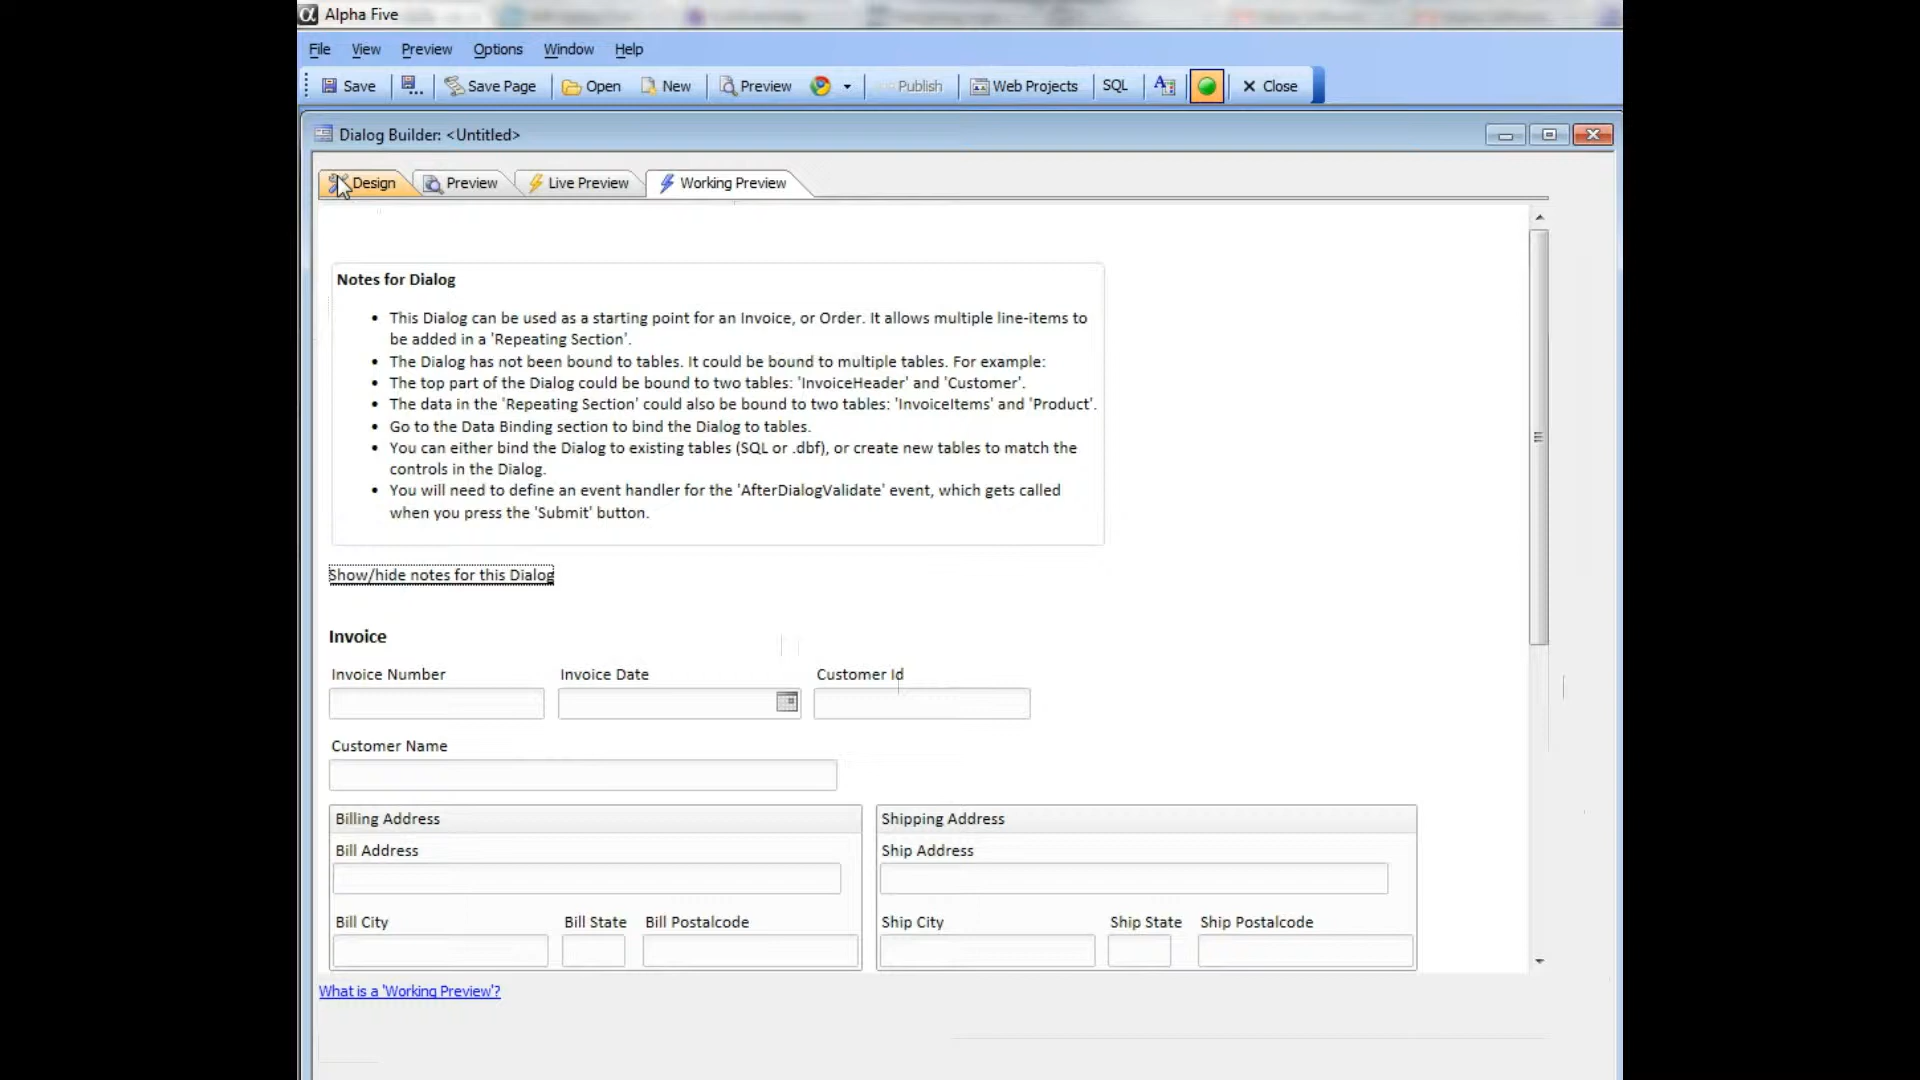 Alpha Five
File View Preview Options Window Help
Save Save Page Open New Preview Publish Web Projects SQL Close
Dialog Builder: <Untitled>
Design Preview Live Preview Working Preview
Notes for Dialog
• This Dialog can be used as a starting point for an Invoice, or Order. It allows multiple line-items to
be added in a 'Repeating Section'.
• The Dialog has not been bound to tables. It could be bound to multiple tables. For example:
• The top part of the Dialog could be bound to two tables: 'InvoiceHeader' and 'Customer'.
• The data in the 'Repeating Section' could also be bound to two tables: 'InvoiceItems' and 'Product'.
• Go to the Data Binding section to bind the Dialog to tables.
• You can either bind the Dialog to existing tables (SQL or .dbf), or create new tables to match the
controls in the Dialog.
• You will need to define an event handler for the 'AfterDialogValidate' event, which gets called
when you press the 'Submit' button.
Show/hide notes for this Dialog
Invoice
Invoice Number Invoice Date Customer Id
Customer Name
Billing Address Shipping Address
Bill Address Ship Address
Bill City Bill State Bill Postalcode Ship City Ship State Ship Postalcode
What is a 'Working Preview'?